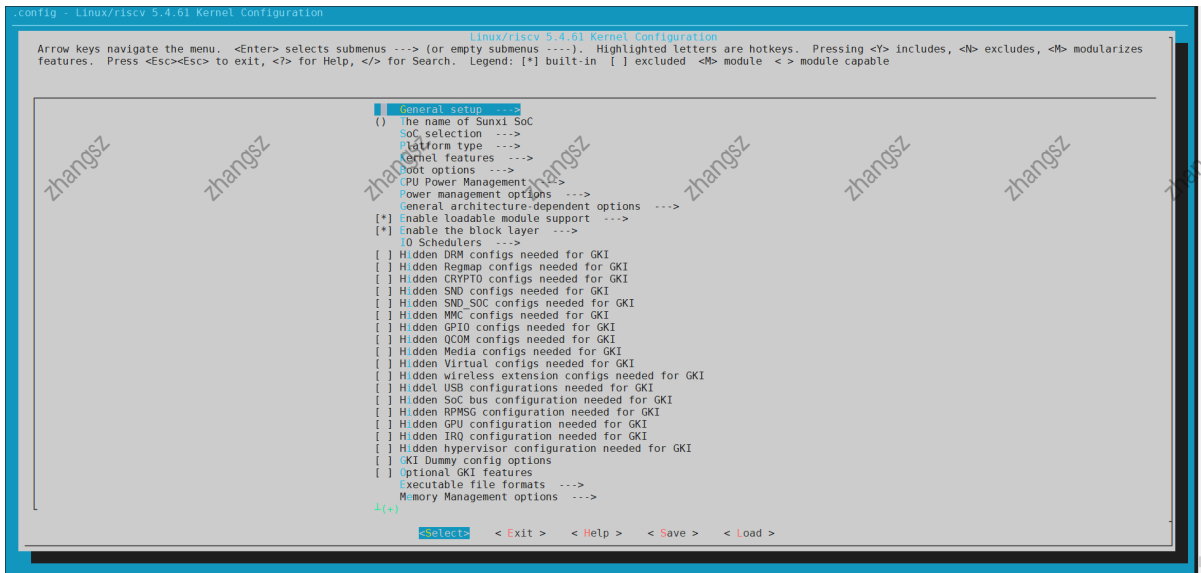 .config - Linux/riscv 5.4.61 Kernel Configuration
Linux/riscv 5.4.61 Kernel Configuration
Arrow keys navigate the menu. <Enter> selects submenus ---> (or empty submenus ----). Highlighted letters are hotkeys. Pressing <Y> includes, <N> excludes, <M> modularizes
features. Press <Esc><Esc> to exit, <?> for Help, </> for Search. Legend: [*] built-in [ ] excluded <M> module < > module capable
General setup --->
() The name of Sunxi SoC
SoC selection --->
Platform type --->
Kernel features --->
Boot options --->
CPU Power Management --->
Power management options --->
General architecture-dependent options --->
[*] Enable loadable module support --->
[*] Enable the block layer --->
IO Schedulers --->
[ ] Hidden DRM configs needed for GKI
[ ] Hidden Regmap configs needed for GKI
[ ] Hidden CRYPTO configs needed for GKI
[ ] Hidden SND configs needed for GKI
[ ] Hidden SND_SOC configs needed for GKI
[ ] Hidden MMC configs needed for GKI
[ ] Hidden GPIO configs needed for GKI
[ ] Hidden QCOM configs needed for GKI
[ ] Hidden Media configs needed for GKI
[ ] Hidden Virtual configs needed for GKI
[ ] Hidden wireless extension configs needed for GKI
[ ] Hiddel USB configurations needed for GKI
[ ] Hidden SoC bus configuration needed for GKI
[ ] Hidden RPMSG configuration needed for GKI
[ ] Hidden GPU configuration needed for GKI
[ ] Hidden IRQ configuration needed for GKI
[ ] Hidden hypervisor configuration needed for GKI
[ ] GKI Dummy config options
[ ] Optional GKI features
Executable file formats --->
Memory Management options --->
┴(+)
<Select> < Exit > < Help > < Save > < Load >
zhangsz zhangsz zhangsz zhangsz zhangsz zhangsz zhangsz